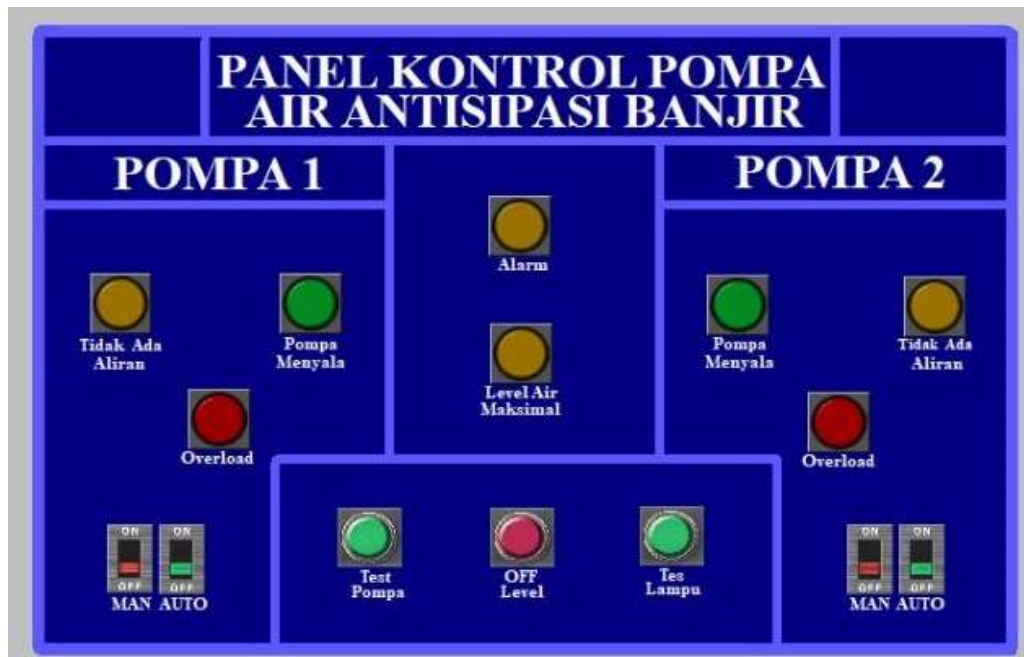 PANEL KONTROL POMPA
AIR ANTISIPASI BANJIR
POMPA 1
POMPA 2
Alarm
Tidak Ada
Aliran
Pompa
Menyala
Overload
Level Air
Maksimal
Pompa
Menyala
Tidak Ada
Aliran
Overload
ON
OFF
MAN
ON
OFF
AUTO
Test
Pompa
OFF
Level
Tes
Lampu
ON
OFF
MAN
ON
OFF
AUTO